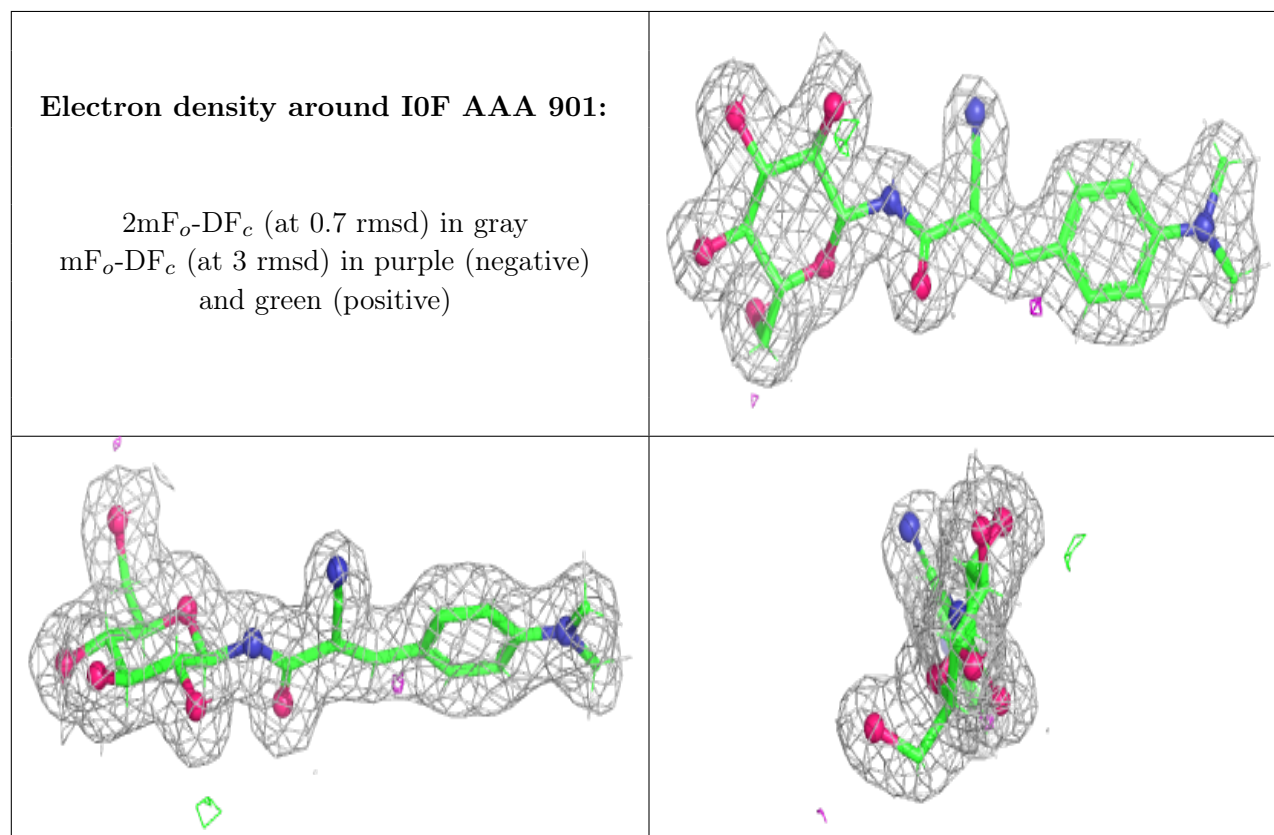 Electron density around I0F AAA 901:
2mFo-DFc (at 0.7 rmsd) in gray
mFo-DFc (at 3 rmsd) in purple (negative)
and green (positive)